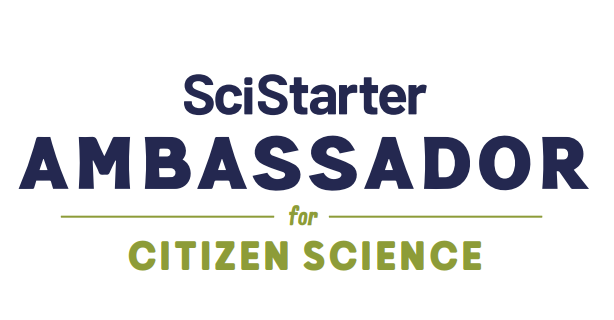 SciStarter
AMBASSADOR
for
CITIZEN SCIENCE